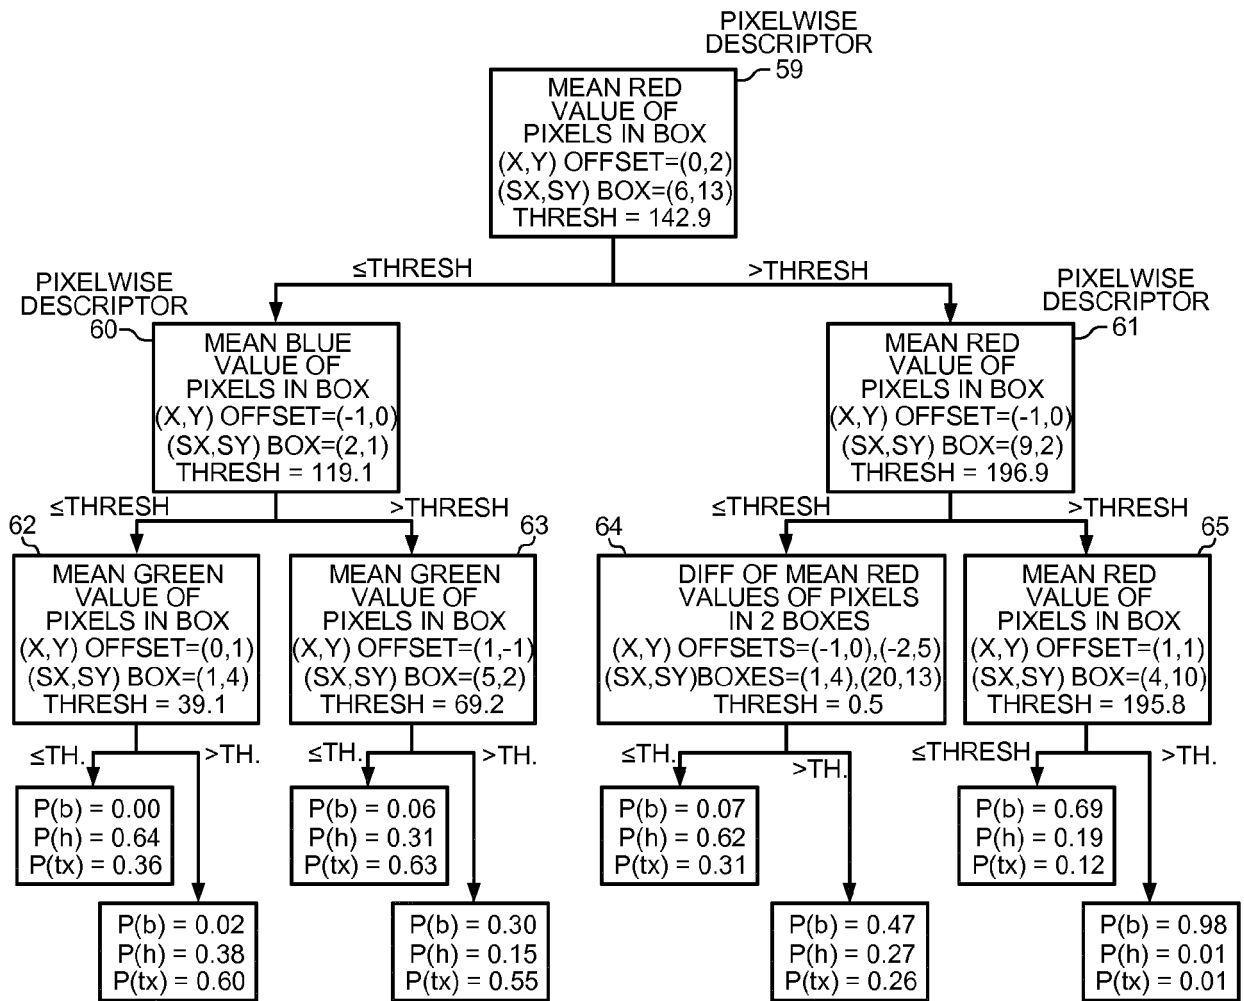 PIXELWISE
DESCRIPTOR
59
MEAN RED
VALUE OF
PIXELS IN BOX
(X,Y) OFFSET=(0,2)
(SX,SY) BOX=(6,13)
THRESH = 142.9
≤THRESH
>THRESH
PIXELWISE
DESCRIPTOR
60
MEAN BLUE
VALUE OF
PIXELS IN BOX
(X,Y) OFFSET=(-1,0)
(SX,SY) BOX=(2,1)
THRESH = 119.1
PIXELWISE
DESCRIPTOR
61
MEAN RED
VALUE OF
PIXELS IN BOX
(X,Y) OFFSET=(-1,0)
(SX,SY) BOX=(9,2)
THRESH = 196.9
≤THRESH
>THRESH
≤THRESH
>THRESH
62
MEAN GREEN
VALUE OF
PIXELS IN BOX
(X,Y) OFFSET=(0,1)
(SX,SY) BOX=(1,4)
THRESH = 39.1
63
MEAN GREEN
VALUE OF
PIXELS IN BOX
(X,Y) OFFSET=(1,-1)
(SX,SY) BOX=(5,2)
THRESH = 69.2
64
DIFF OF MEAN RED
VALUES OF PIXELS
IN 2 BOXES
(X,Y) OFFSETS=(-1,0),(-2,5)
(SX,SY)BOXES=(1,4),(20,13)
THRESH = 0.5
65
MEAN RED
VALUE OF
PIXELS IN BOX
(X,Y) OFFSET=(1,1)
(SX,SY) BOX=(4,10)
THRESH = 195.8
≤TH.
>TH.
≤TH.
>TH.
≤TH.
>TH.
≤THRESH
>TH.
P(b) = 0.00
P(h) = 0.64
P(tx) = 0.36
P(b) = 0.06
P(h) = 0.31
P(tx) = 0.63
P(b) = 0.07
P(h) = 0.62
P(tx) = 0.31
P(b) = 0.69
P(h) = 0.19
P(tx) = 0.12
P(b) = 0.02
P(h) = 0.38
P(tx) = 0.60
P(b) = 0.30
P(h) = 0.15
P(tx) = 0.55
P(b) = 0.47
P(h) = 0.27
P(tx) = 0.26
P(b) = 0.98
P(h) = 0.01
P(tx) = 0.01